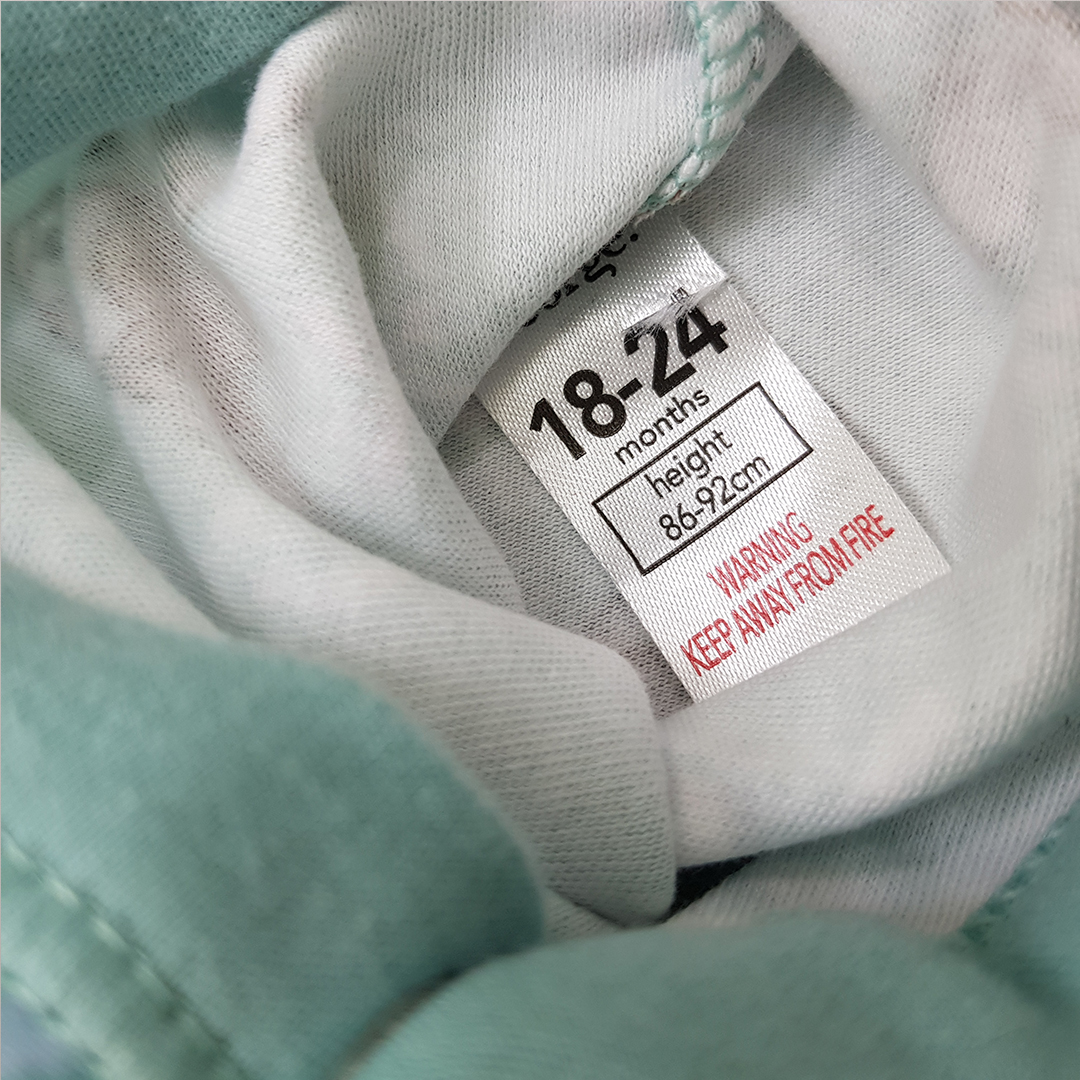 18-24
months
height
86-92cm
WARNING
KEEP AWAY FROM FIRE